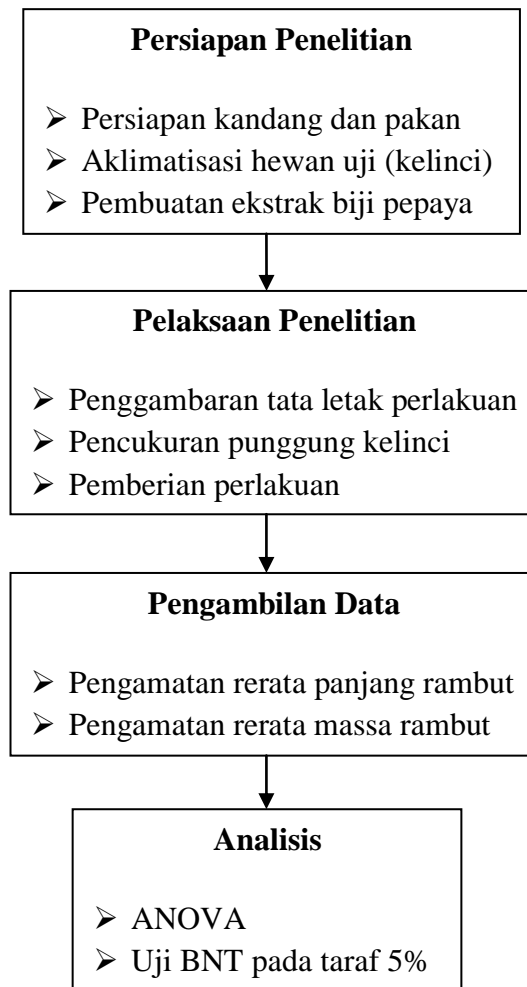 Persiapan Penelitian
➢ Persiapan kandang dan pakan
➢ Aklimatisasi hewan uji (kelinci)
➢ Pembuatan ekstrak biji pepaya
Pelaksaan Penelitian
➢ Penggambaran tata letak perlakuan
➢ Pencukuran punggung kelinci
➢ Pemberian perlakuan
Pengambilan Data
➢ Pengamatan rerata panjang rambut
➢ Pengamatan rerata massa rambut
Analisis
➢ ANOVA
➢ Uji BNT pada taraf 5%